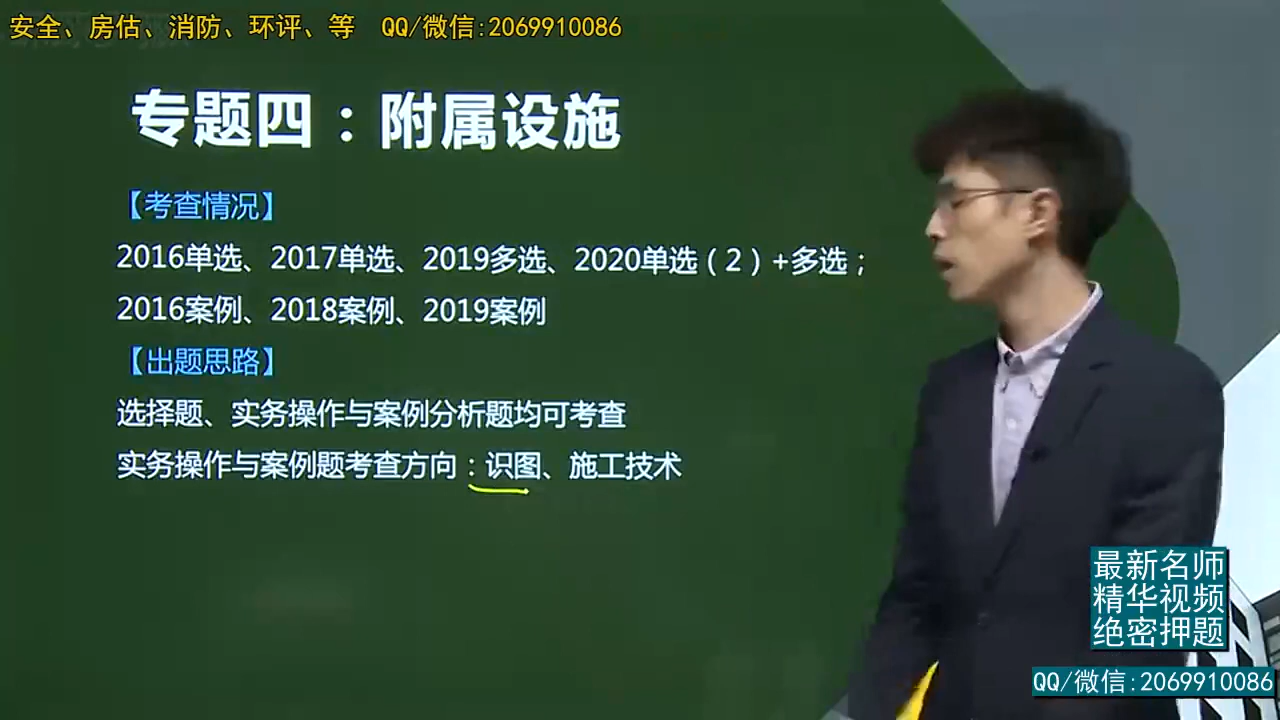 安全、房估、消防、环评、等 QQ/微信:2069910086
专题四：附属设施
【考查情况】
2016单选、2017单选、2019多选、2020单选（2）+多选；
2016案例、2018案例、2019案例
【出题思路】
选择题、实务操作与案例分析题均可考查
实务操作与案例题考查方向：识图、施工技术
最新名师
精华视频
绝密押题
QQ/微信:2069910086